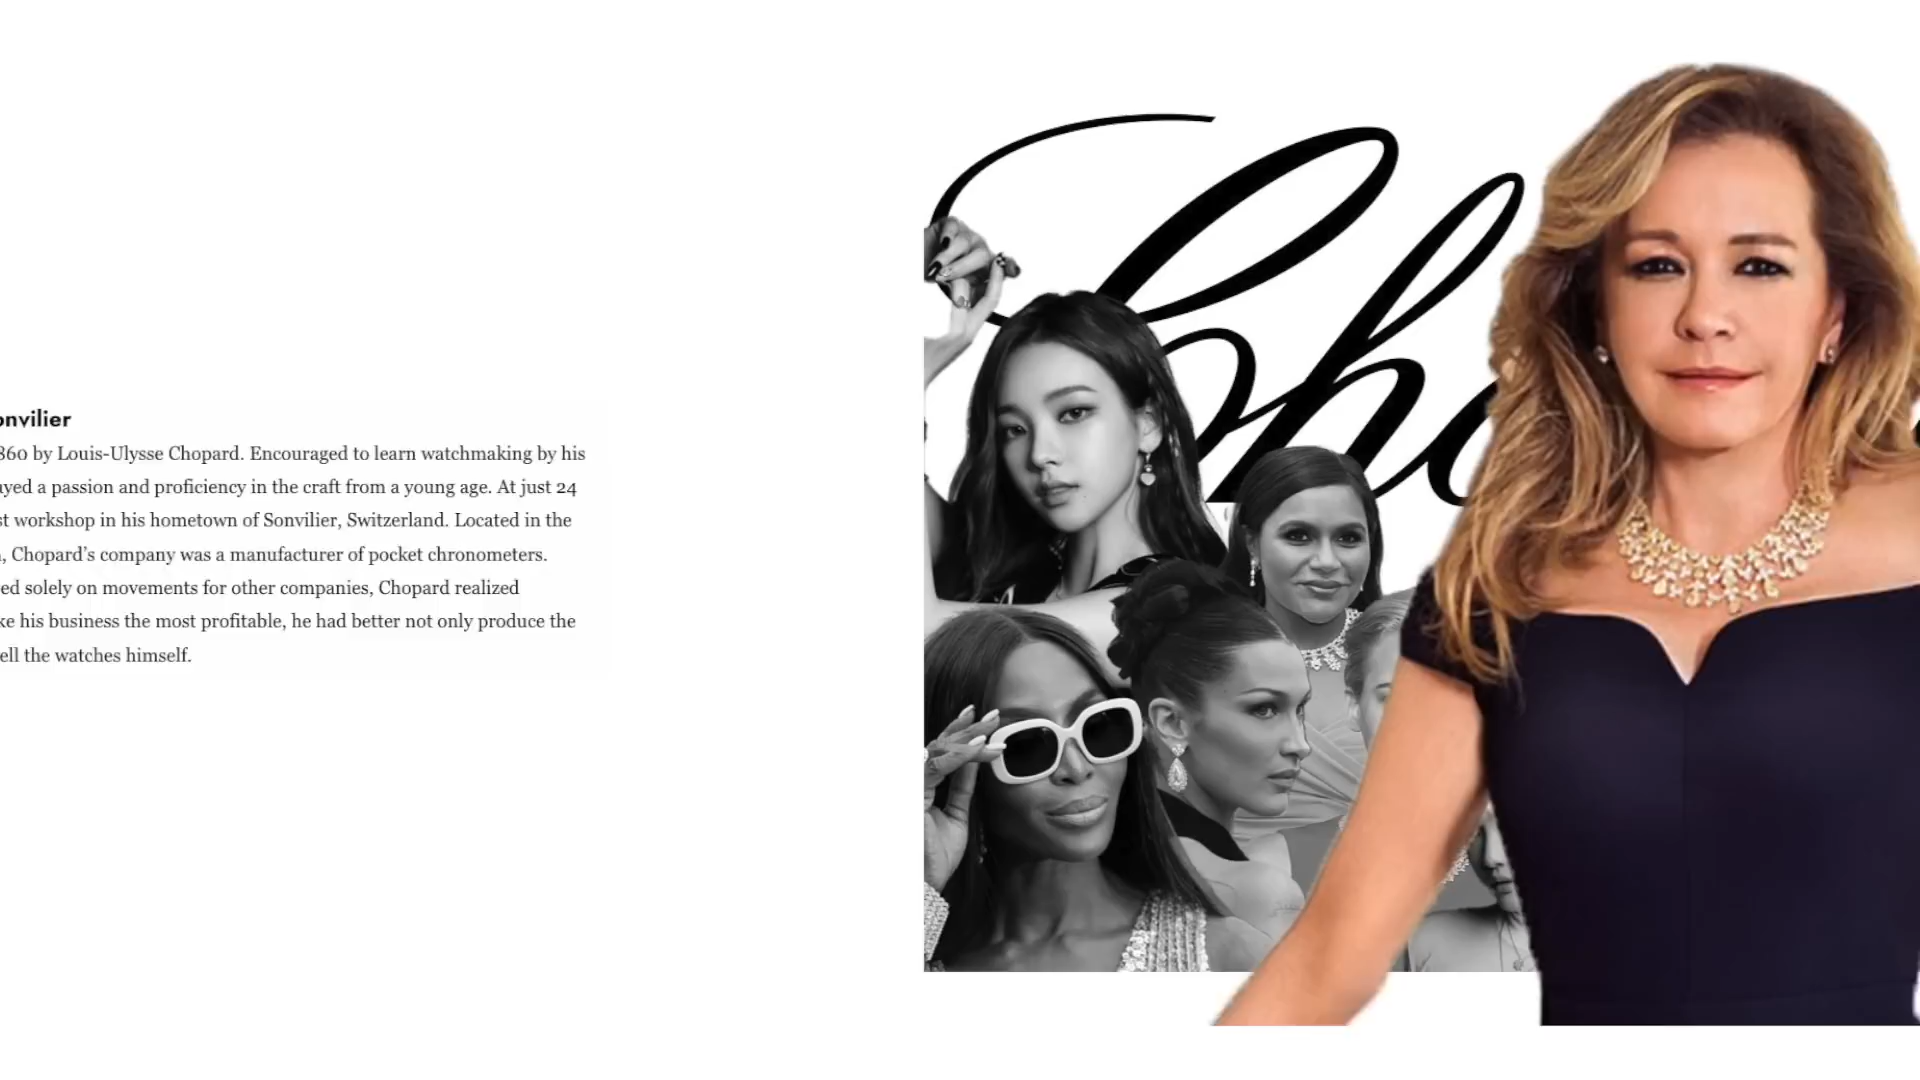 onvilier
860 by Louis-Ulysse Chopard. Encouraged to learn watchmaking by his
ayed a passion and proficiency in the craft from a young age. At just 24
st workshop in his hometown of Sonvilier, Switzerland. Located in the
, Chopard’s company was a manufacturer of pocket chronometers.
ed solely on movements for other companies, Chopard realized
ke his business the most profitable, he had better not only produce the
ell the watches himself.
Cho